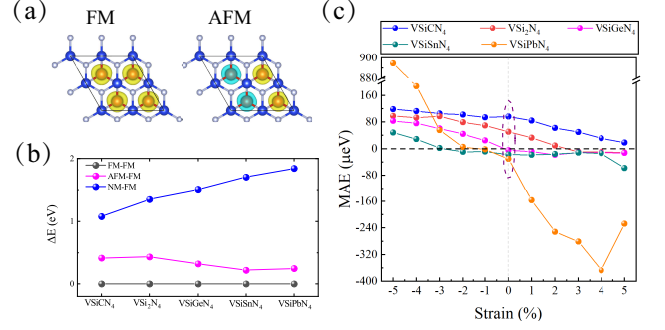 (a)
FM
AFM
(b)
FM-FM
AFM-FM
NM-FM
ΔE (eV)
2
1
0
VSiCN₄
VSi₂N₄
VSiGeN₄
VSiSnN₄
VSiPbN₄
(c)
VSiCN₄
VSi₂N₄
VSiGeN₄
VSiSnN₄
VSiPbN₄
MAE (μeV)
900
880
160
80
0
-80
-160
-240
-320
-400
-5
-4
-3
-2
-1
0
1
2
3
4
5
Strain (%)